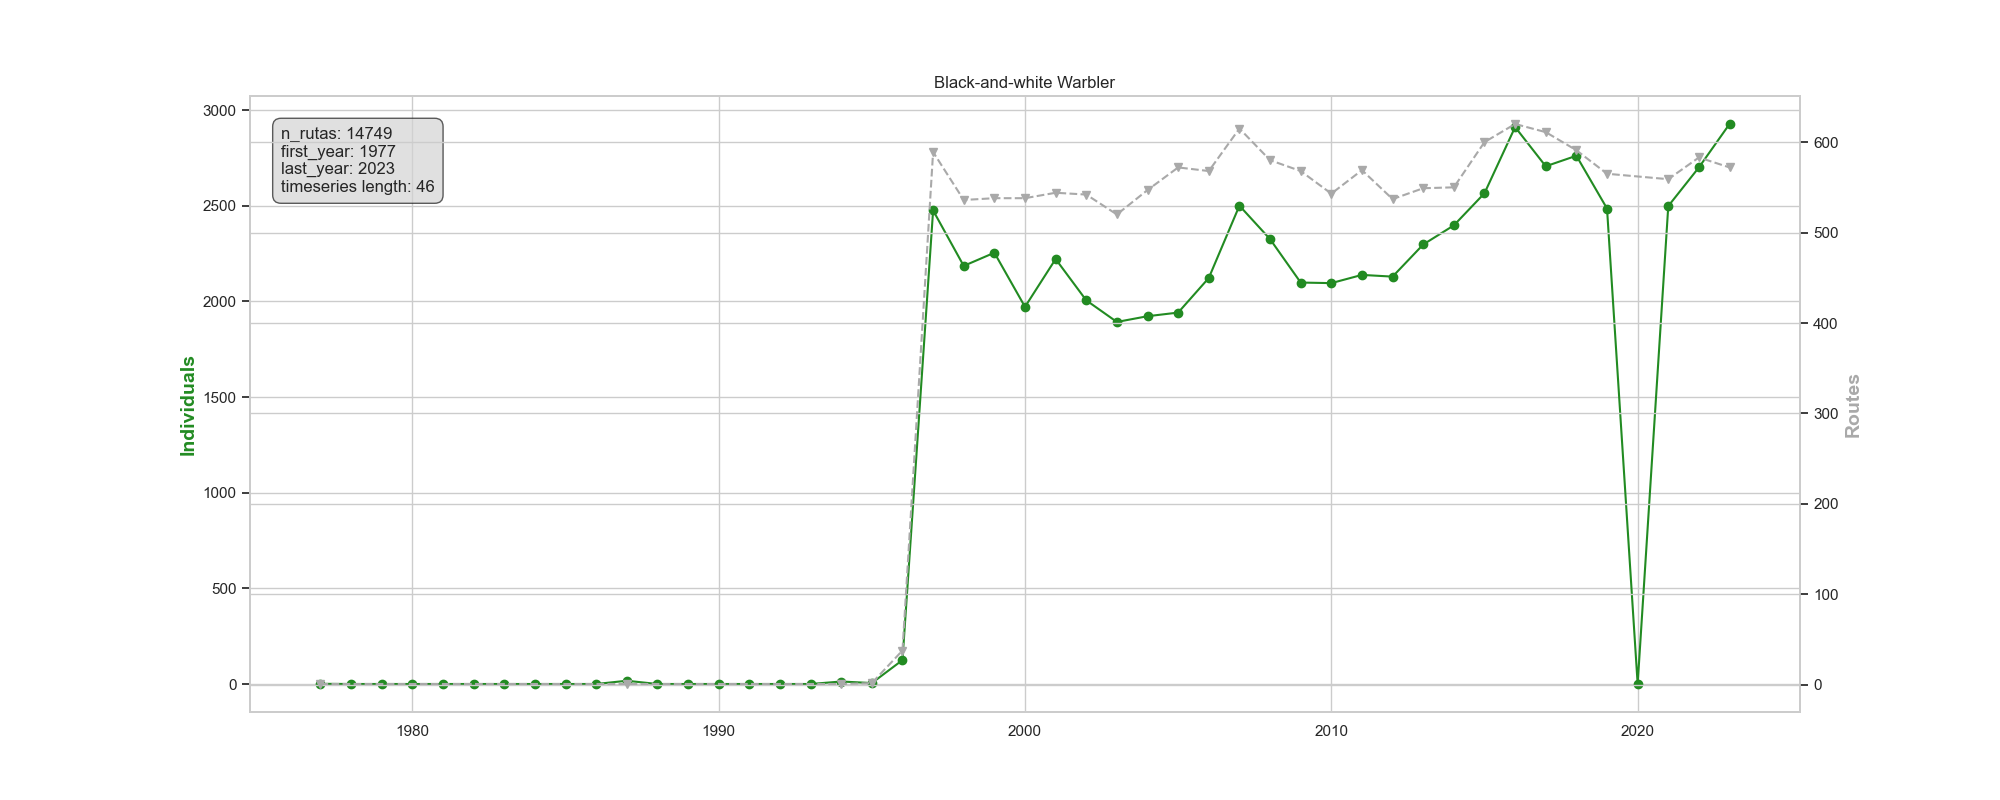 Black-and-white Warbler
n_rutas: 14749
first_year: 1977
last_year: 2023
timeseries length: 46
3000
2500
2000
1500
1000
500
0
Individuals
600
500
400
300
200
100
0
Routes
1980
1990
2000
2010
2020